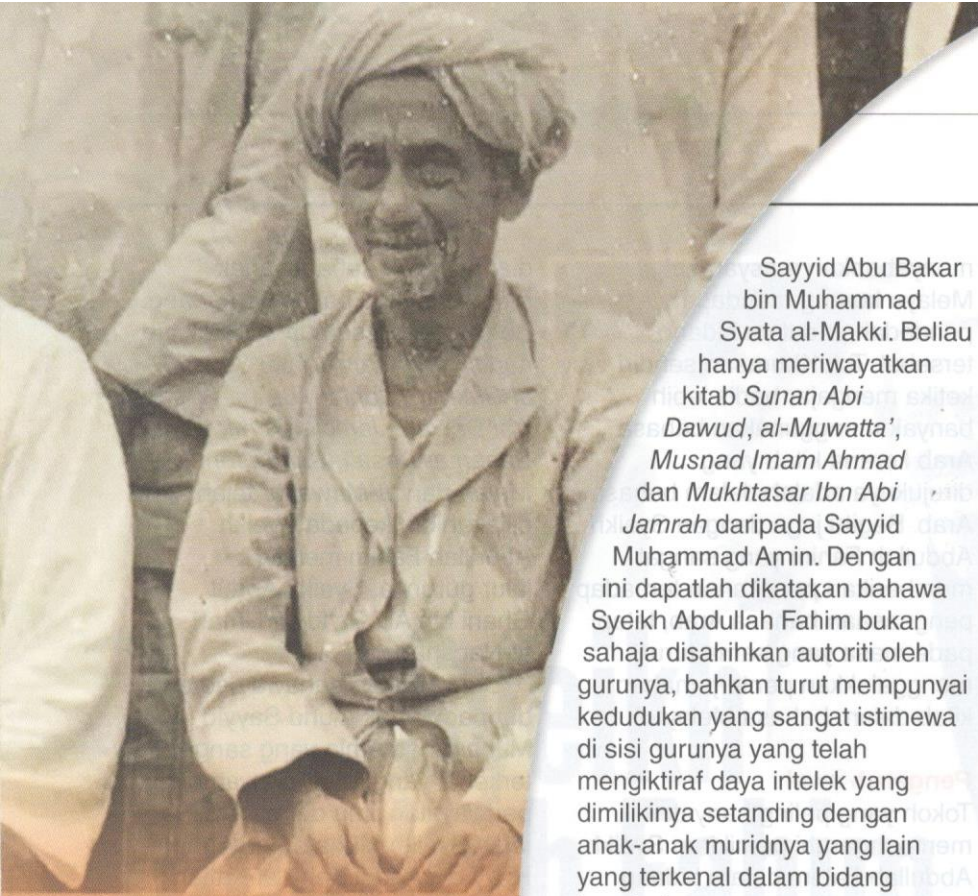 Sayyid Abu Bakar
bin Muhammad
Syata al-Makki. Beliau
hanya meriwayatkan
kitab Sunan Abi
Dawud, al-Muwatta’,
Musnad Imam Ahmad
dan Mukhtasar Ibn Abi
Jamrah daripada Sayyid
Muhammad Amin. Dengan
ini dapatlah dikatakan bahawa
Syeikh Abdullah Fahim bukan
sahaja disahihkan autoriti oleh
gurunya, bahkan turut mempunyai
kedudukan yang sangat istimewa
di sisi gurunya yang telah
mengiktiraf daya intelek yang
dimilikinya setanding dengan
anak-anak muridnya yang lain
yang terkenal dalam bidang